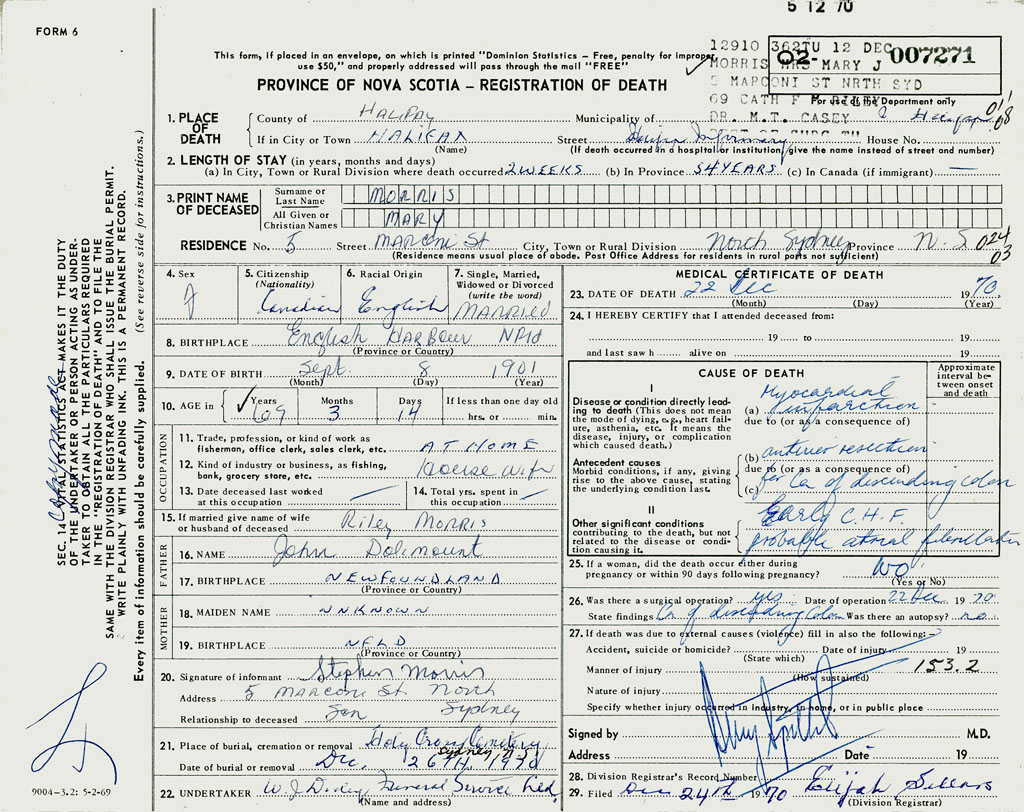 5 12 70
FORM 6
This form, if placed in an envelope, on which is printed "Dominion Statistics – Free, penalty for improper
use $50," and properly addressed will pass through the mail "FREE"
PROVINCE OF NOVA SCOTIA – REGISTRATION OF DEATH
12910 362TU 12 DEC
02- 007271
MORRIS MRS MARY J
5 MARCONI ST NRTH SYD
69 CATH F
For use by the Department only
DR. M.T. CASEY
1. PLACE OF DEATH
County of HALIFAX Municipality of
If in City or Town HALIFAX Street Halifax Infirmary House No.
(Name) (If death occurred in a hospital or institution, give the name instead of street and number)
2. LENGTH OF STAY (in years, months and days)
(a) In City, Town or Rural Division where death occurred 2 WEEKS (b) In Province 54 YEARS (c) In Canada (if immigrant) —
3. PRINT NAME OF DECEASED
Surname or Last Name MORRIS
All Given or Christian Names MARY
RESIDENCE No. 5 Street MARCONI St City, Town or Rural Division North Sydney Province N.S 024 03
(Residence means usual place of abode. Post Office Address for residents in rural parts not sufficient)
4. Sex F
5. Citizenship (Nationality) Canadian
6. Racial Origin English
7. Single, Married, Widowed or Divorced (write the word) MARRIED
8. BIRTHPLACE English HARBOUR Nfld
(Province or Country)
9. DATE OF BIRTH Sept. 8 1901
(Month) (Day) (Year)
10. AGE in Years 69 Months 3 Days 14 If less than one day old hrs. or min.
OCCUPATION
11. Trade, profession, or kind of work as fisherman, office clerk, sales clerk, etc. AT HOME
12. Kind of industry or business, as fishing, bank, grocery store, etc. House wife
13. Date deceased last worked at this occupation —
14. Total yrs. spent in this occupation —
15. If married give name of wife or husband of deceased Riley MORRIS
FATHER
16. NAME John Dolimount
17. BIRTHPLACE NEWFOUNDLAND
(Province or Country)
MOTHER
18. MAIDEN NAME UNKNOWN
19. BIRTHPLACE NFLD
(Province or Country)
20. Signature of informant Stephen Morris
Address 5 MARCONI St North Sydney
Relationship to deceased Son
21. Place of burial, cremation or removal Holy Cross Cemetery Sydney N.S.
Date of burial or removal Dec. 26TH 1970
22. UNDERTAKER W.J. Funeral Service Ltd.
(Name and address)
MEDICAL CERTIFICATE OF DEATH
23. DATE OF DEATH 22 Dec 1970
(Month) (Day) (Year)
24. I HEREBY CERTIFY that I attended deceased from:
19 to 19
and last saw h alive on 19
CAUSE OF DEATH
Approximate interval between onset and death
I
Disease or condition directly leading to death (This does not mean the mode of dying, e.g., heart failure, asthenia, etc. It means the disease, injury, or complication which caused death.)
(a) Myocardial infarction
due to (or as a consequence of)
Antecedent causes
Morbid conditions, if any, giving rise to the above cause, stating the underlying condition last.
(b) anterior resection
due to (or as a consequence of)
(c) for Ca of descending colon
II
Other significant conditions contributing to the death, but not related to the disease or condition causing it.
Early C.H.F.
probable atrial fibrillation
25. If a woman, did the death occur either during pregnancy or within 90 days following pregnancy? NO
(Yes or No)
26. Was there a surgical operation? yes Date of operation 22 Dec 1970
State findings Ca of descending colon Was there an autopsy? no
27. If death was due to external causes (violence) fill in also the following:–
Accident, suicide or homicide? Date of injury 19
(State which)
Manner of injury 153.2
(How sustained)
Nature of injury
Specify whether injury occurred in industry, in home, or in public place
Signed by M.D.
Address Date 19
28. Division Registrar's Record Number
29. Filed Dec 24th 1970 Elijah
(Division Registrar)
SEC. 14 VITAL STATISTICS ACT MAKES IT THE DUTY
OF THE UNDERTAKER OR PERSON ACTING AS UNDER-
TAKER TO OBTAIN ALL THE PARTICULARS REQUIRED
IN THE "REGISTRATION OF DEATH" AND TO FILE THE
SAME WITH THE DIVISION REGISTRAR WHO SHALL ISSUE THE BURIAL PERMIT.
WRITE PLAINLY WITH UNFADING INK. THIS IS A PERMANENT RECORD.
Every item of information should be carefully supplied. (See reverse side for instructions.)
9004-3.2: 5-2-69